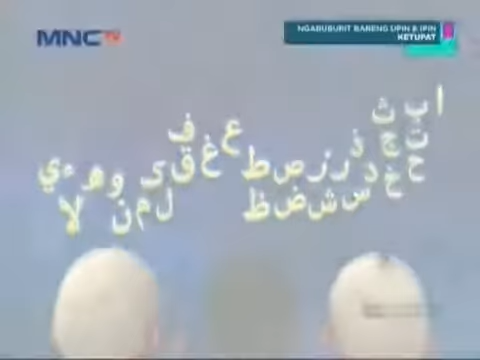 MNCTV
NGABUBURIT BARENG UPIN & IPIN
KETUPAT
ا ب ث
ت ج ذ ر ز ص ط ع غ ف ق ك و ه ء ي
ح خ د س ش ض ظ ل م ن لا